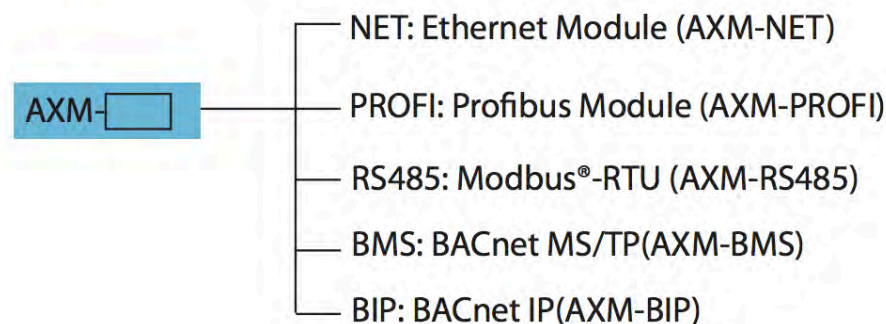 NET: Ethernet Module (AXM-NET)
AXM-
PROFI: Profibus Module (AXM-PROFI)
RS485: Modbus®-RTU (AXM-RS485)
BMS: BACnet MS/TP(AXM-BMS)
BIP: BACnet IP(AXM-BIP)